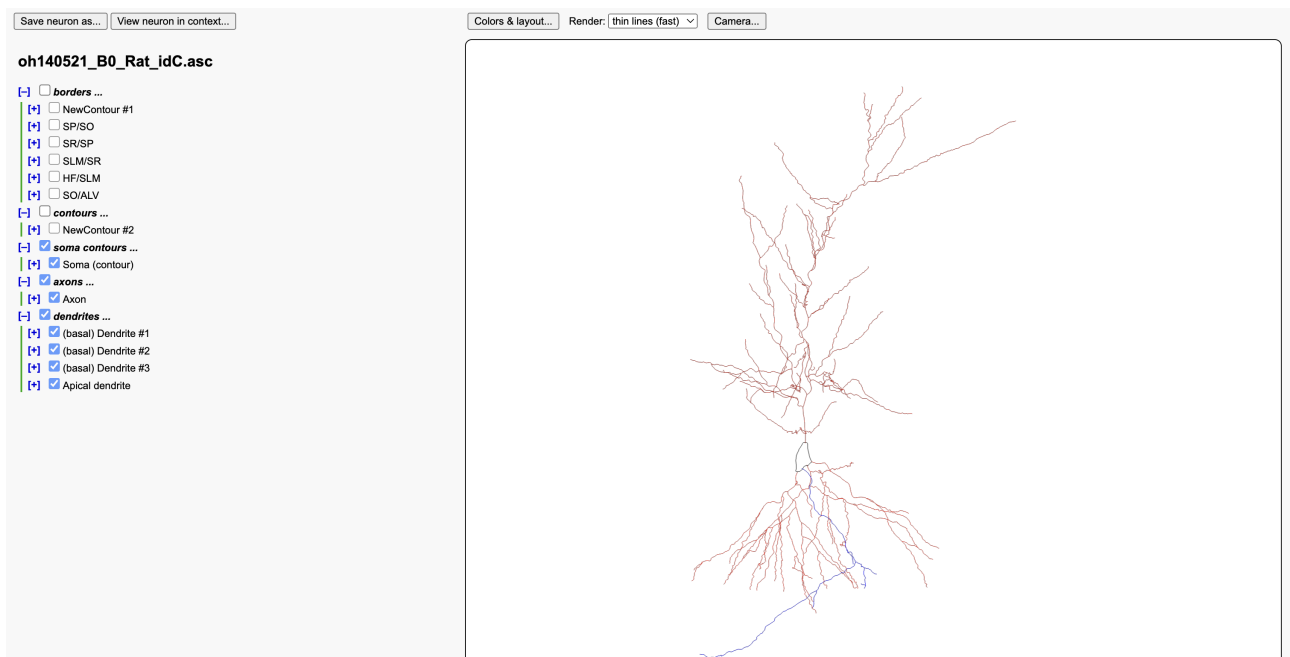 Save neuron as... View neuron in context... Colors & layout... Render: thin lines (fast) Camera...
oh140521_B0_Rat_idC.asc
[–] borders ...
[+] NewContour #1
[+] SP/SO
[+] SR/SP
[+] SLM/SR
[+] HF/SLM
[+] SO/ALV
[–] contours ...
[+] NewContour #2
[–] soma contours ...
[+] Soma (contour)
[–] axons ...
[+] Axon
[–] dendrites ...
[+] (basal) Dendrite #1
[+] (basal) Dendrite #2
[+] (basal) Dendrite #3
[+] Apical dendrite